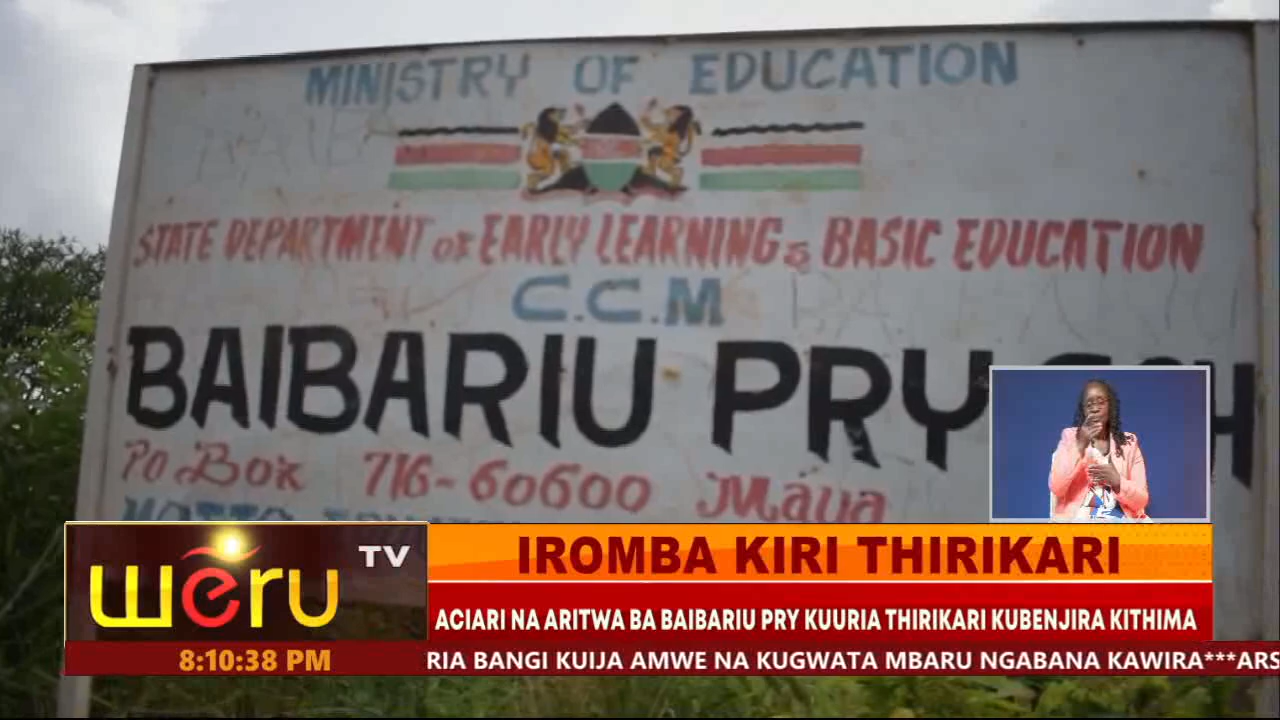 MINISTRY OF EDUCATION
STATE DEPARTMENT OF EARLY LEARNING & BASIC EDUCATION
C.C.M
BAIBARIU PRY
PO BOX 716-60600 Maua
MOTTO
weru TV
IROMBA KIRI THIRIKARI
ACIARI NA ARITWA BA BAIBARIU PRY KUURIA THIRIKARI KUBENJIRA KITHIMA
8:10:38 PM
RIA BANGI KUIJA AMWE NA KUGWATA MBARU NGABANA KAWIRA***ARS